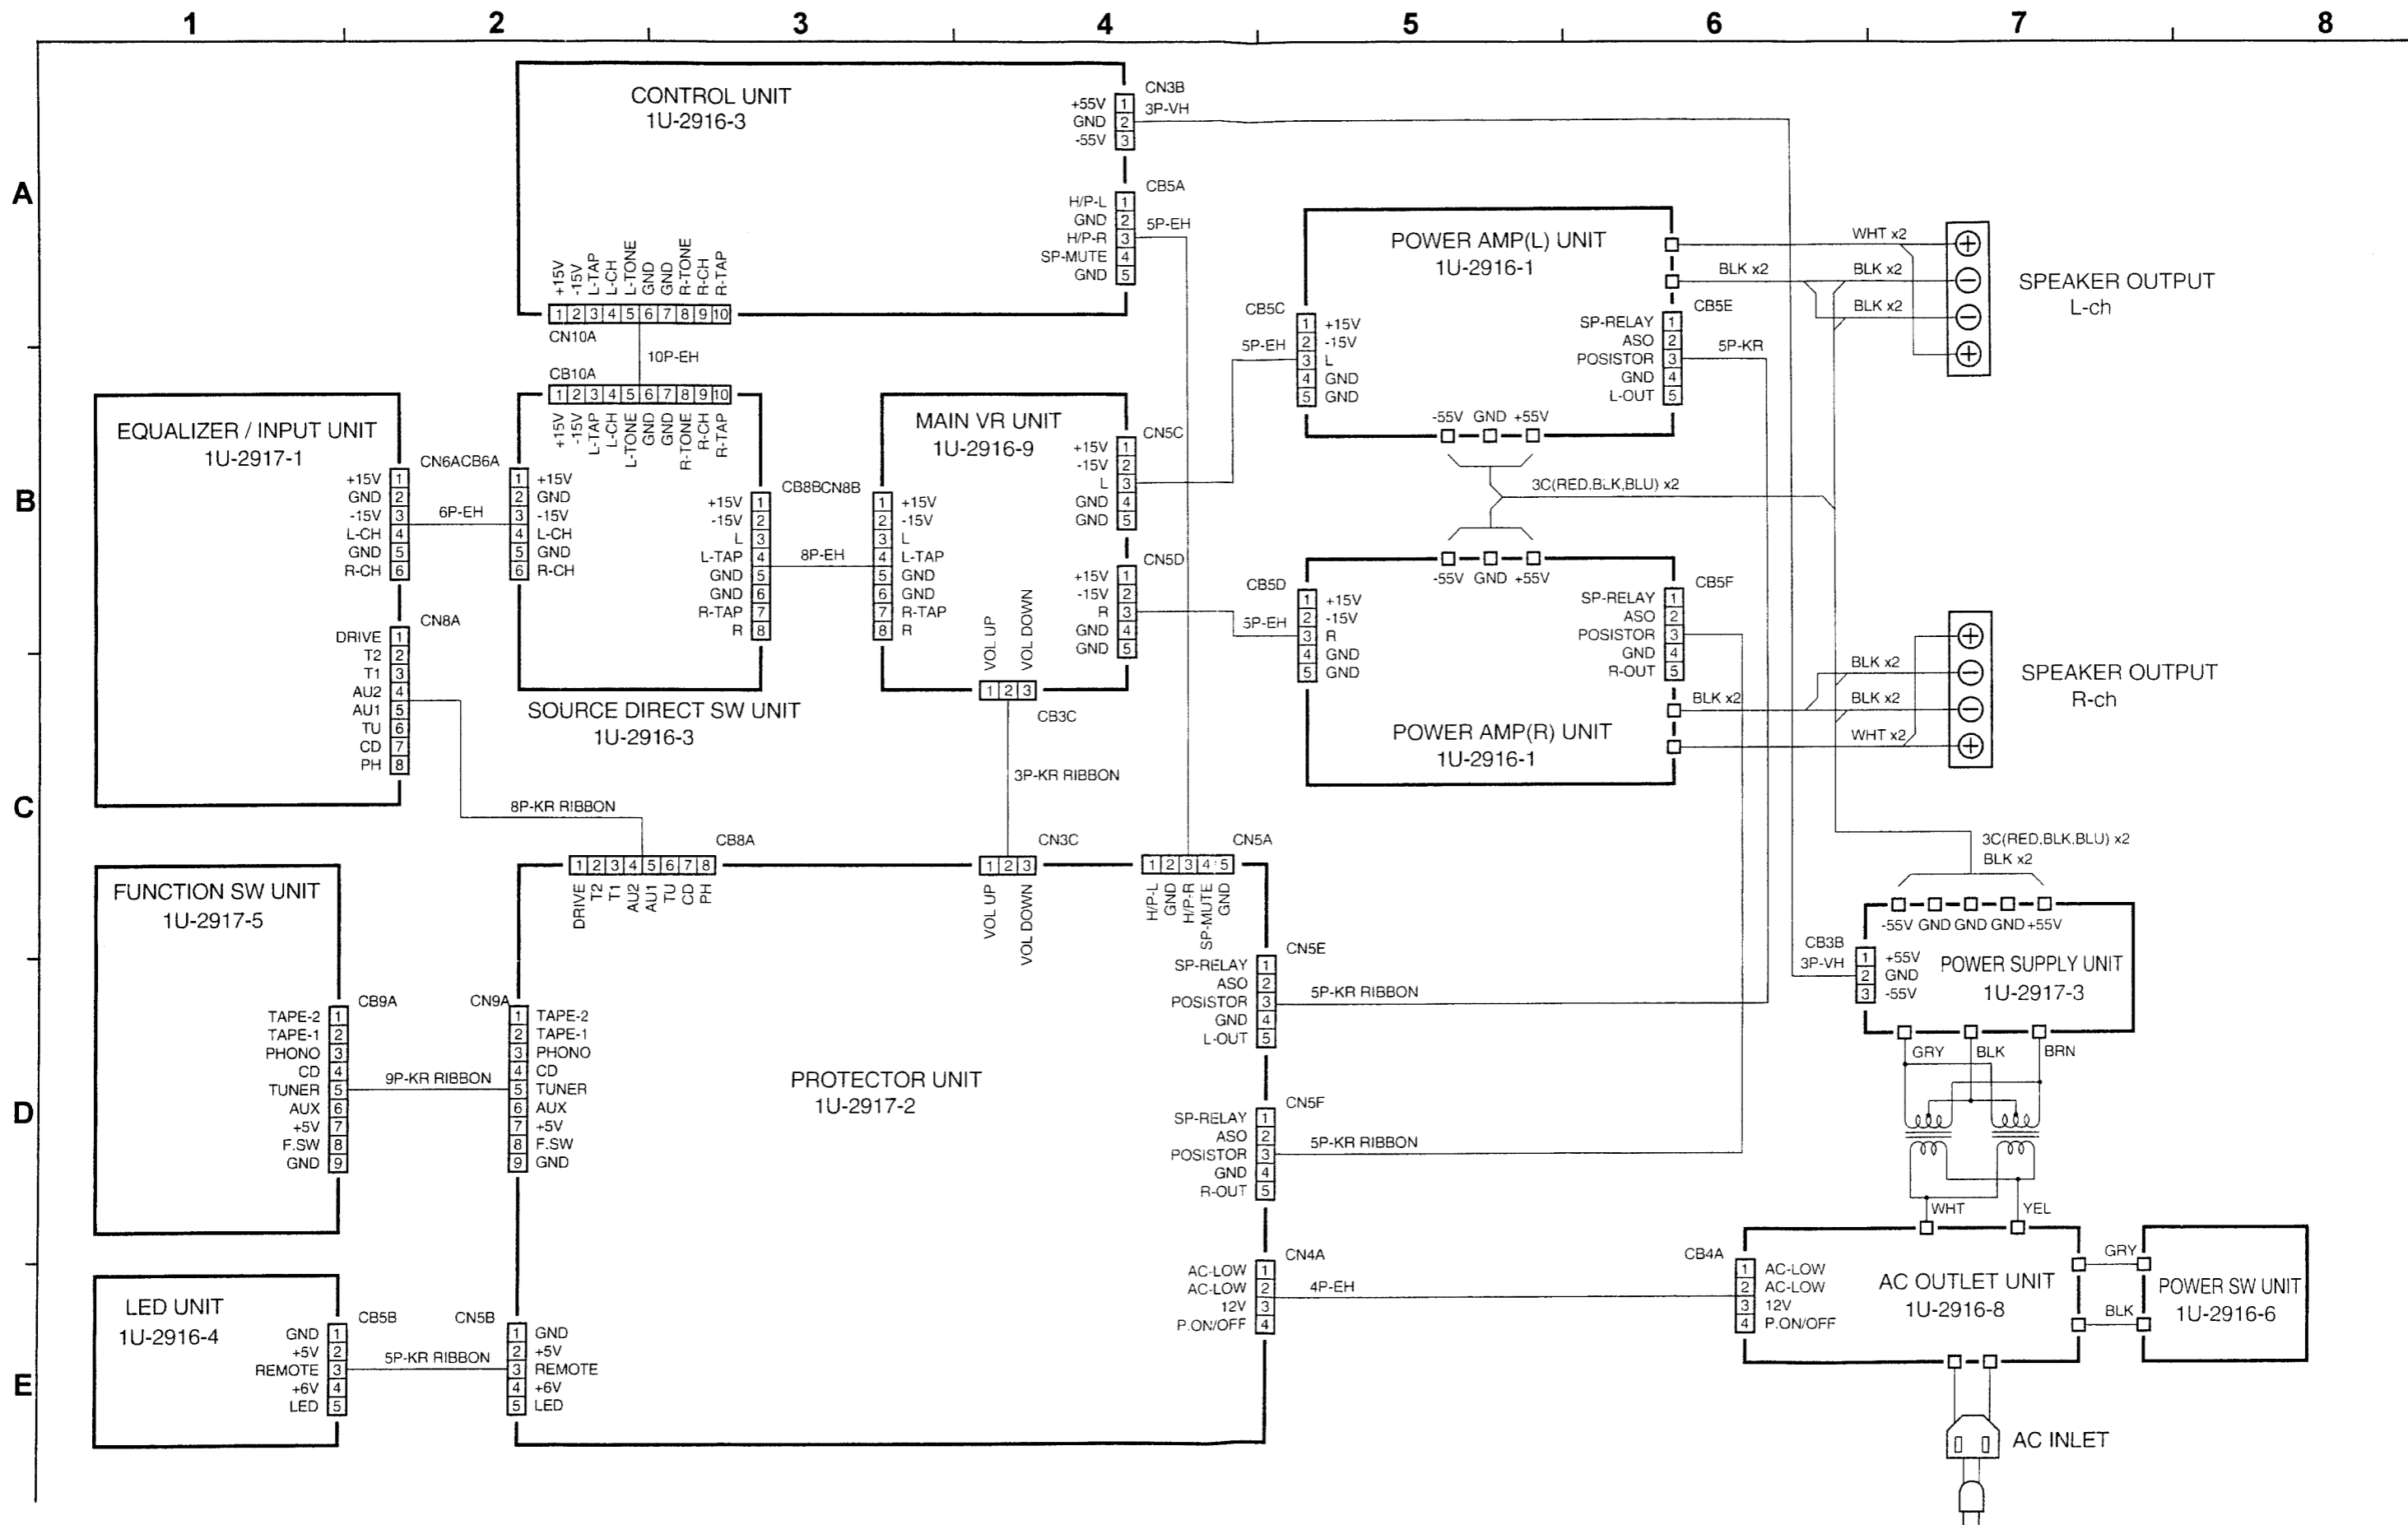 1 2 3 4 5 6 7 8
A
B
C
D
E
CONTROL UNIT
1U-2916-3
CN3B
3P-VH
+55V 1
GND 2
-55V 3
CB5A
5P-EH
H/P-L 1
GND 2
H/P-R 3
SP-MUTE 4
GND 5
+15V -15V L-TAP L-CH L-TONE GND GND R-TONE R-CH R-TAP
1 2 3 4 5 6 7 8 9 10
CN10A
10P-EH
CB10A
1 2 3 4 5 6 7 8 9 10
+15V -15V L-TAP L-CH L-TONE GND GND R-TONE R-CH R-TAP
EQUALIZER / INPUT UNIT
1U-2917-1
CN6A CB6A
+15V 1
GND 2
-15V 3
L-CH 4
GND 5
R-CH 6
6P-EH
1 +15V
2 GND
3 -15V
4 L-CH
5 GND
6 R-CH
CN8A
DRIVE 1
T2 2
T1 3
AU2 4
AU1 5
TU 6
CD 7
PH 8
8P-KR RIBBON
SOURCE DIRECT SW UNIT
1U-2916-3
CB8B CN8B
+15V 1
-15V 2
L 3
L-TAP 4
GND 5
GND 6
R-TAP 7
R 8
8P-EH
1 +15V
2 -15V
3 L
4 L-TAP
5 GND
6 GND
7 R-TAP
8 R
MAIN VR UNIT
1U-2916-9
CN5C
+15V 1
-15V 2
L 3
GND 4
GND 5
CN5D
+15V 1
-15V 2
R 3
GND 4
GND 5
VOL UP VOL DOWN
1 2 3
CB3C
3P-KR RIBBON
POWER AMP(L) UNIT
1U-2916-1
CB5C
5P-EH
1 +15V
2 -15V
3 L
4 GND
5 GND
CB5E
5P-KR
SP-RELAY 1
ASO 2
POSISTOR 3
GND 4
L-OUT 5
-55V GND +55V
3C(RED.BLK,BLU) x2
-55V GND +55V
WHT x2
BLK x2 BLK x2
BLK x2
+
−
−
+
SPEAKER OUTPUT
L-ch
CB5D
5P-EH
1 +15V
2 -15V
3 R
4 GND
5 GND
CB5F
SP-RELAY 1
ASO 2
POSISTOR 3
GND 4
R-OUT 5
POWER AMP(R) UNIT
1U-2916-1
BLK x2
BLK x2 BLK x2
WHT x2
+
−
−
+
SPEAKER OUTPUT
R-ch
FUNCTION SW UNIT
1U-2917-5
CB9A CN9A
TAPE-2 1
TAPE-1 2
PHONO 3
CD 4
TUNER 5
AUX 6
+5V 7
F.SW 8
GND 9
9P-KR RIBBON
1 TAPE-2
2 TAPE-1
3 PHONO
4 CD
5 TUNER
6 AUX
7 +5V
8 F.SW
9 GND
CB8A
1 2 3 4 5 6 7 8
DRIVE T2 T1 AU2 AU1 TU CD PH
CN3C
1 2 3
VOL UP VOL DOWN
CN5A
1 2 3 4 5
H/P-L GND H/P-R SP-MUTE GND
PROTECTOR UNIT
1U-2917-2
CN5E
SP-RELAY 1
ASO 2
POSISTOR 3
GND 4
L-OUT 5
5P-KR RIBBON
CN5F
SP-RELAY 1
ASO 2
POSISTOR 3
GND 4
R-OUT 5
5P-KR RIBBON
CN4A
AC-LOW 1
AC-LOW 2
12V 3
P.ON/OFF 4
4P-EH
LED UNIT
1U-2916-4
CB5B CN5B
GND 1
+5V 2
REMOTE 3
+6V 4
LED 5
5P-KR RIBBON
1 GND
2 +5V
3 REMOTE
4 +6V
5 LED
3C(RED.BLK,BLU) x2
BLK x2
-55V GND GND GND +55V
CB3B
3P-VH
1 +55V
2 GND
3 -55V
POWER SUPPLY UNIT
1U-2917-3
GRY BLK BRN
WHT YEL
CB4A
1 AC-LOW
2 AC-LOW
3 12V
4 P.ON/OFF
AC OUTLET UNIT
1U-2916-8
GRY
BLK
POWER SW UNIT
1U-2916-6
AC INLET